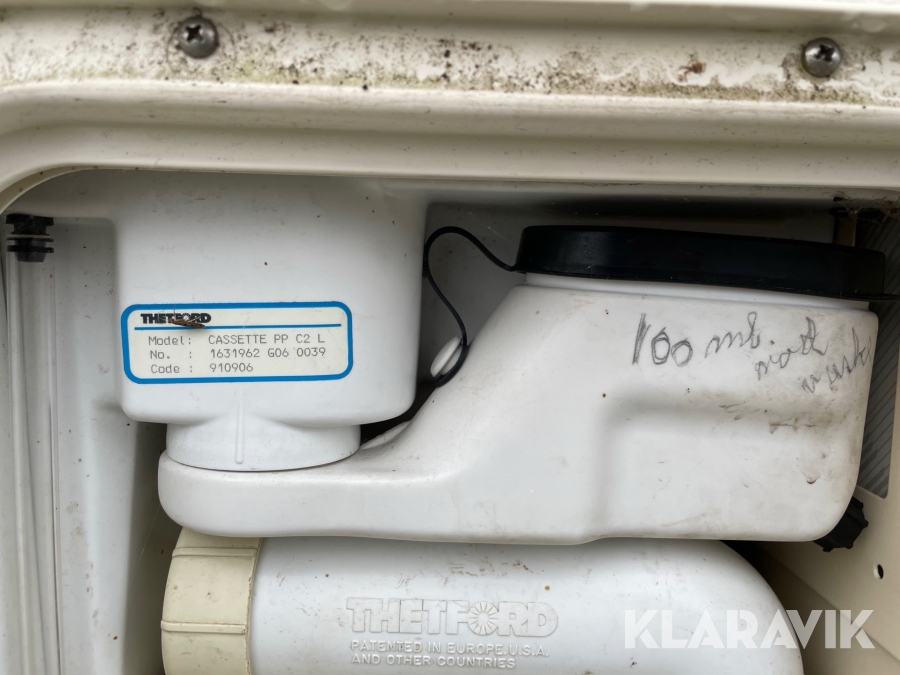 THETFORD
Model: CASSETTE PP C2 L
No. : 1631962 G06 0039
Code : 910906
100 ml.
THETFORD
PATENTED IN EUROPE, U.S.A.
AND OTHER COUNTRIES
KLARAVIK